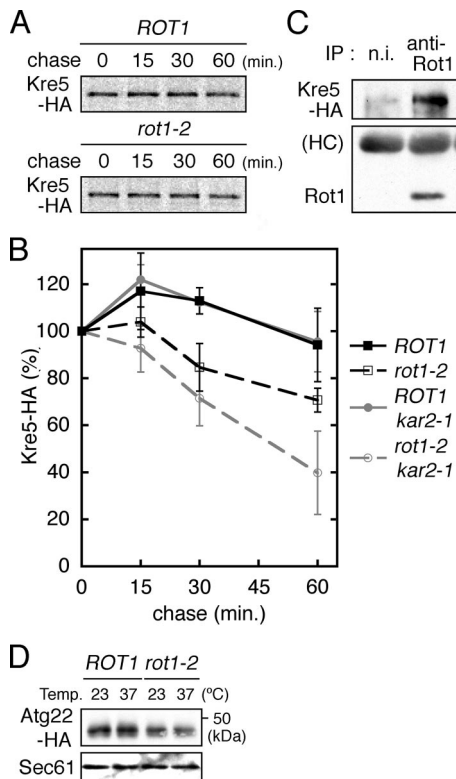 A
ROT1
chase 0 15 30 60 (min.)
Kre5
-HA
rot1-2
chase 0 15 30 60 (min.)
Kre5
-HA
C
IP : n.i. anti-
Rot1
Kre5
-HA
(HC)
Rot1
B
Kre5-HA (%)
120
100
80
60
40
20
0
0 15 30 45 60
chase (min.)
ROT1
rot1-2
ROT1
kar2-1
rot1-2
kar2-1
D
ROT1 rot1-2
Temp. 23 37 23 37 (ºC)
Atg22
-HA
50
(kDa)
Sec61